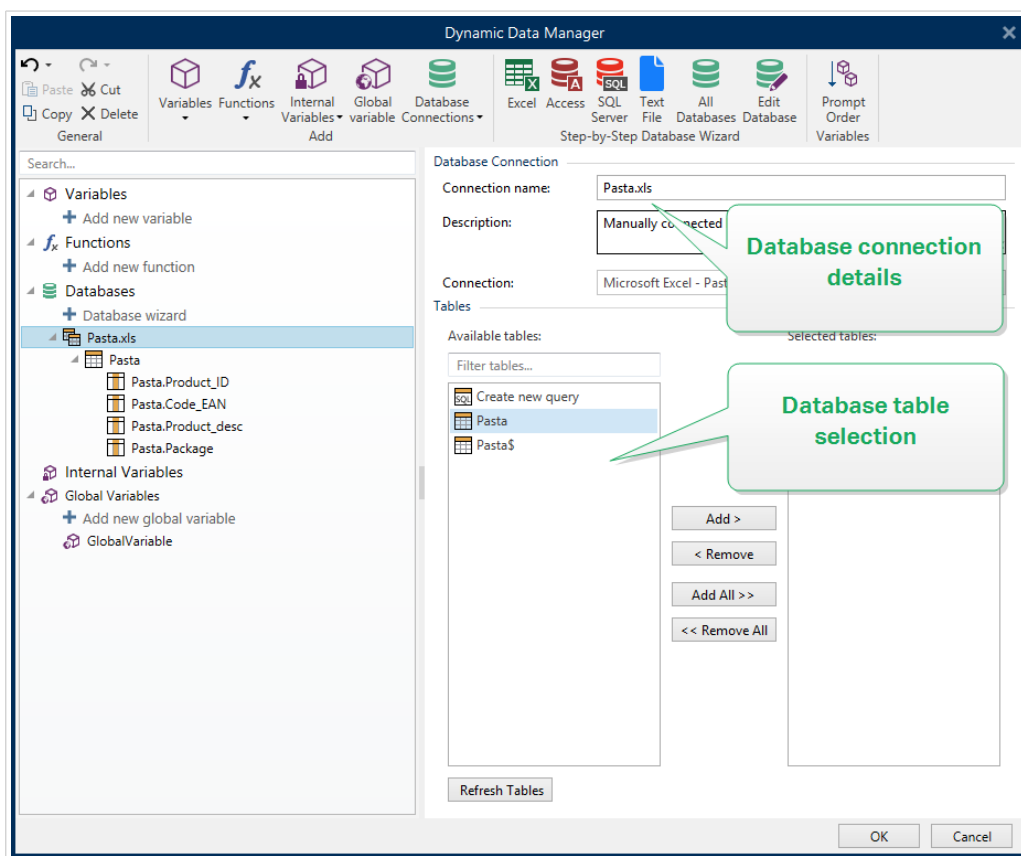 Dynamic Data Manager
Paste Cut
Copy Delete
General
Variables Functions Internal Variables Global variable Database Connections
Add
Excel Access SQL Server Text File All Databases Edit Database
Step-by-Step Database Wizard
Prompt Order
Variables
Search...
Variables
Add new variable
Functions
Add new function
Databases
Database wizard
Pasta.xls
Pasta
Pasta.Product_ID
Pasta.Code_EAN
Pasta.Product_desc
Pasta.Package
Internal Variables
Global Variables
Add new global variable
GlobalVariable
Database Connection
Connection name: Pasta.xls
Description: Manually connected
Connection: Microsoft Excel - Past
Database connection
details
Tables
Available tables:
Selected tables:
Filter tables...
SQL Create new query
Pasta
Pasta$
Database table
selection
Add >
< Remove
Add All >>
<< Remove All
Refresh Tables
OK Cancel